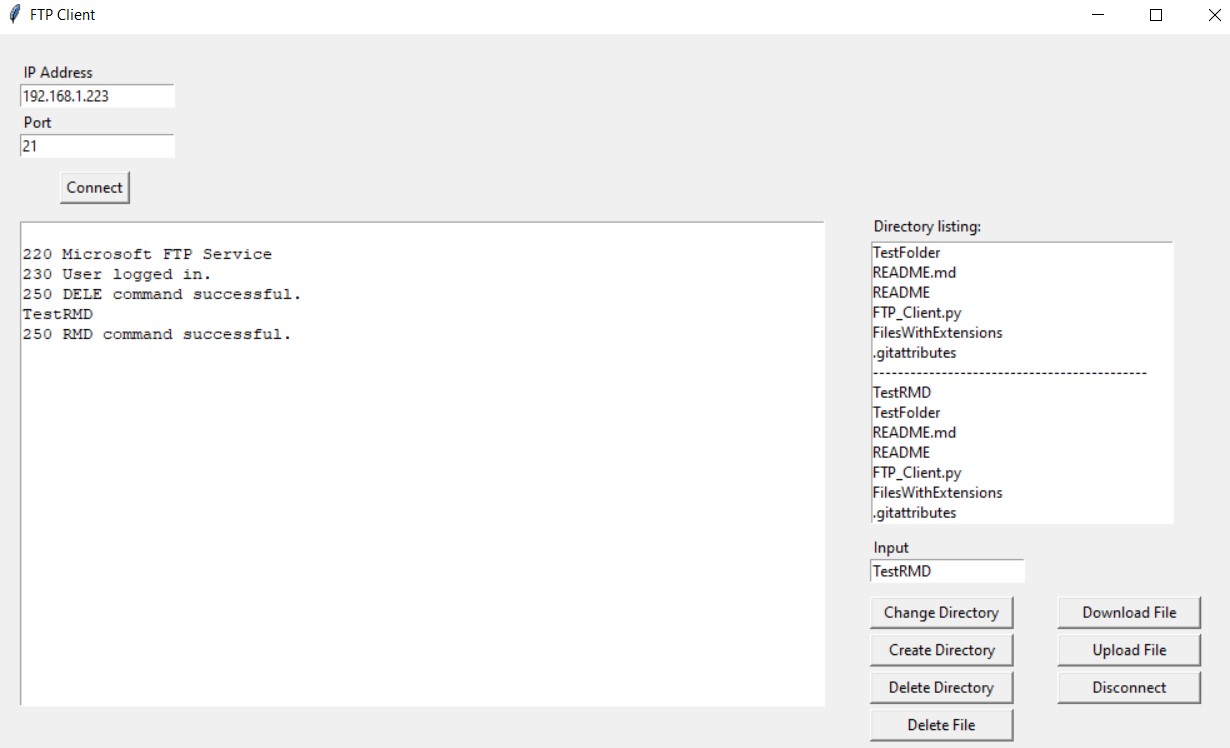 FTP Client
IP Address
192.168.1.223
Port
21
Connect
220 Microsoft FTP Service
230 User logged in.
250 DELE command successful.
TestRMD
250 RMD command successful.
Directory listing:
TestFolder
README.md
README
FTP_Client.py
FilesWithExtensions
.gitattributes
--------------------------------------------
TestRMD
TestFolder
README.md
README
FTP_Client.py
FilesWithExtensions
.gitattributes
Input
TestRMD
Change Directory
Download File
Create Directory
Upload File
Delete Directory
Disconnect
Delete File